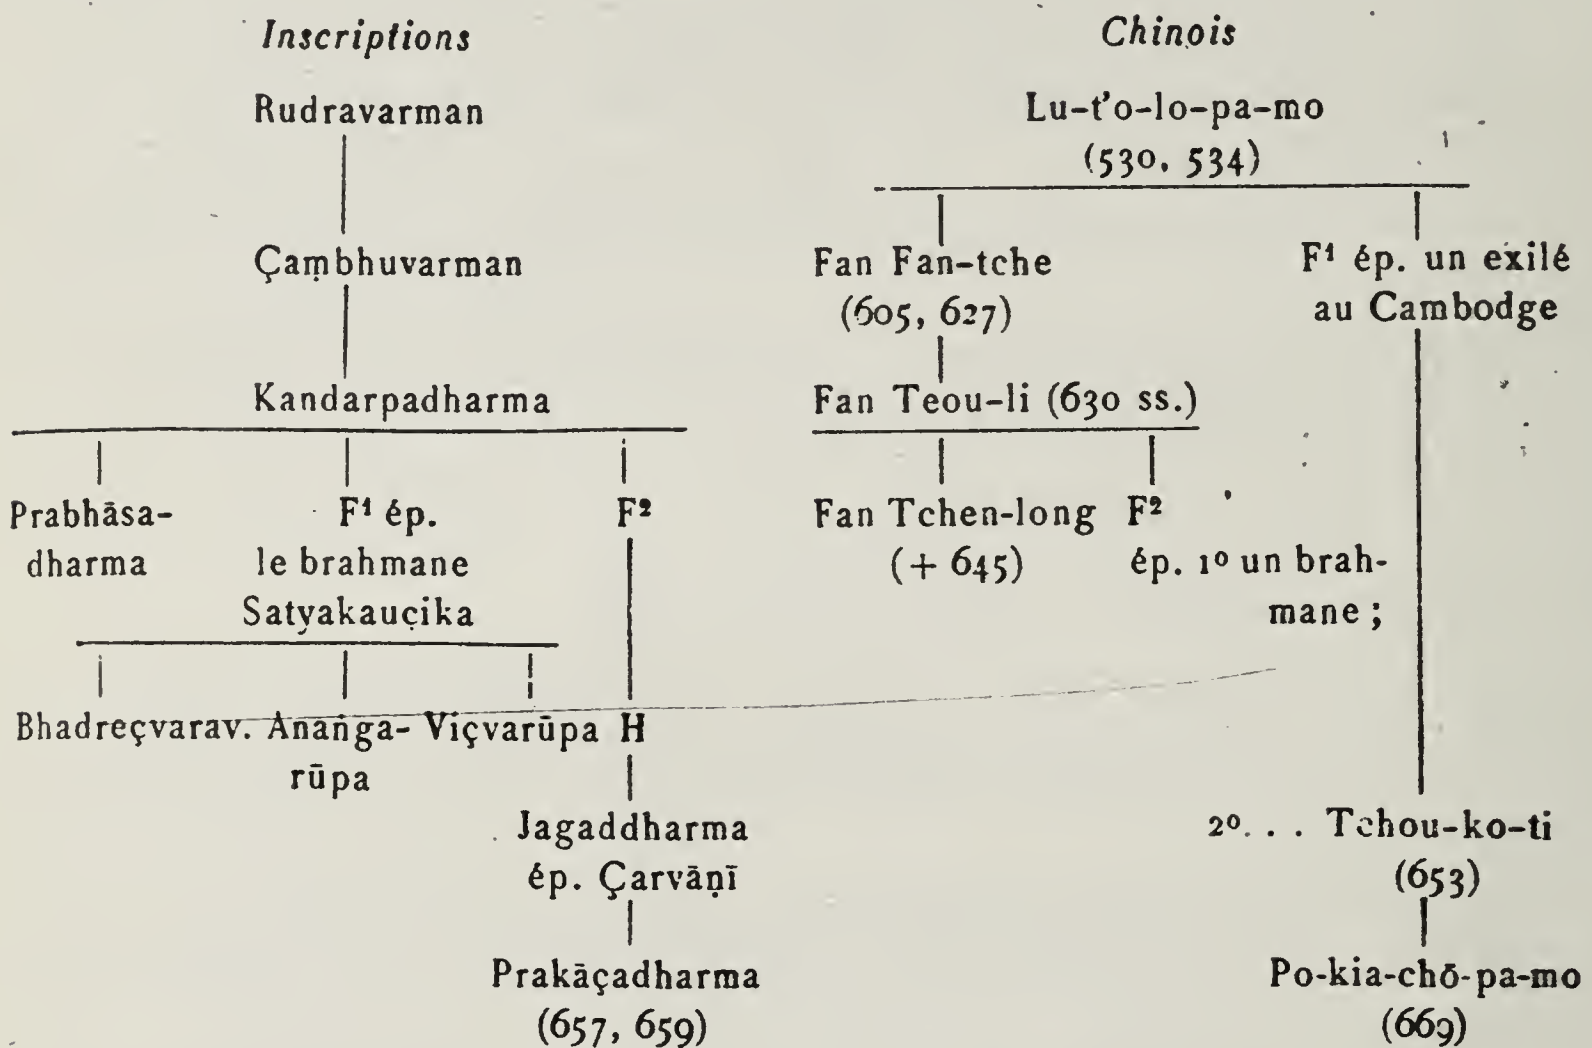 Inscriptions Chinois
Rudravarman Lu-t’o-lo-pa-mo
(530, 534)
Çaṃbhuvarman Fan Fan-tche F¹ ép. un exilé
(605, 627) au Cambodge
Kandarpadharma Fan Teou-li (630 ss.)
Prabhāsa- F¹ ép. F² Fan Tchen-long F²
dharma le brahmane (+ 645) ép. 1º un brah-
Satyakauçika mane ;
Bhadreçvarav. Anaṅga- Viçvarūpa H
rūpa
Jagaddharma 2º. . . Tchou-ko-ti
ép. Çarvāṇī (653)
Prakāçadharma Po-kia-chö-pa-mo
(657, 659) (669)